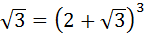 √3 = (2 + √3)³